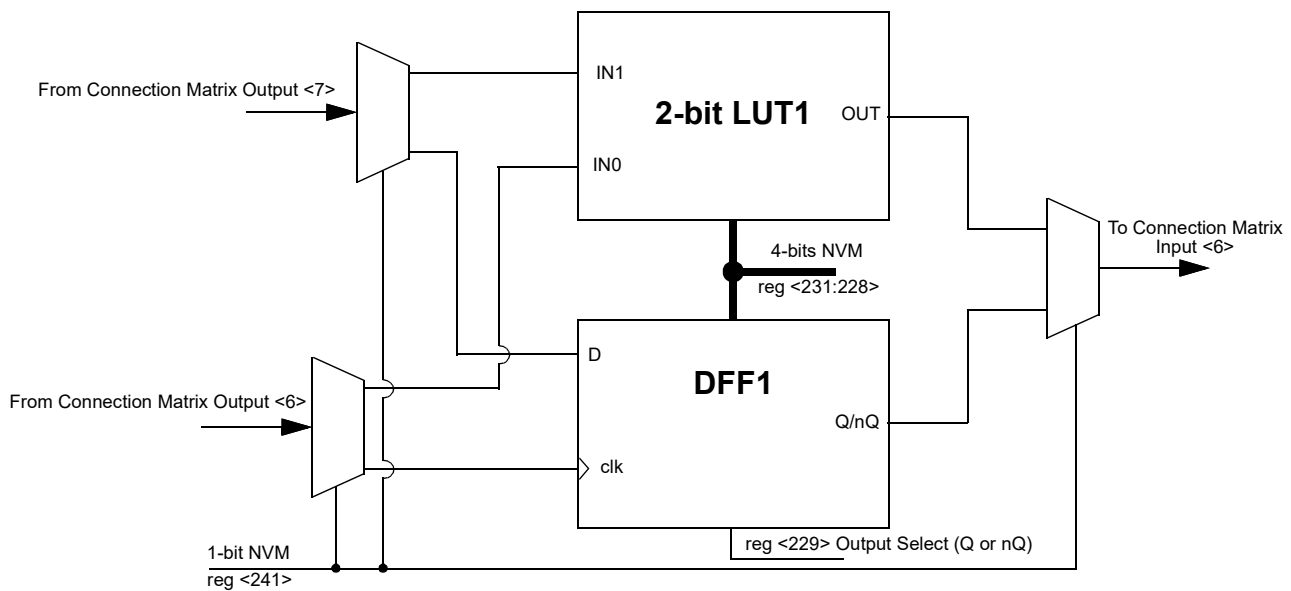 From Connection Matrix Output <7>
IN1
2-bit LUT1
OUT
IN0
To Connection Matrix
Input <6>
4-bits NVM
reg <231:228>
D
DFF1
From Connection Matrix Output <6>
Q/nQ
clk
reg <229> Output Select (Q or nQ)
1-bit NVM
reg <241>